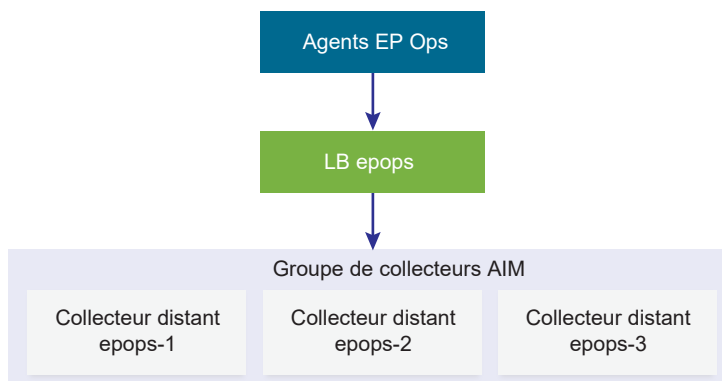 Agents EP Ops
LB epops
Groupe de collecteurs AIM
Collecteur distant
epops-1
Collecteur distant
epops-2
Collecteur distant
epops-3